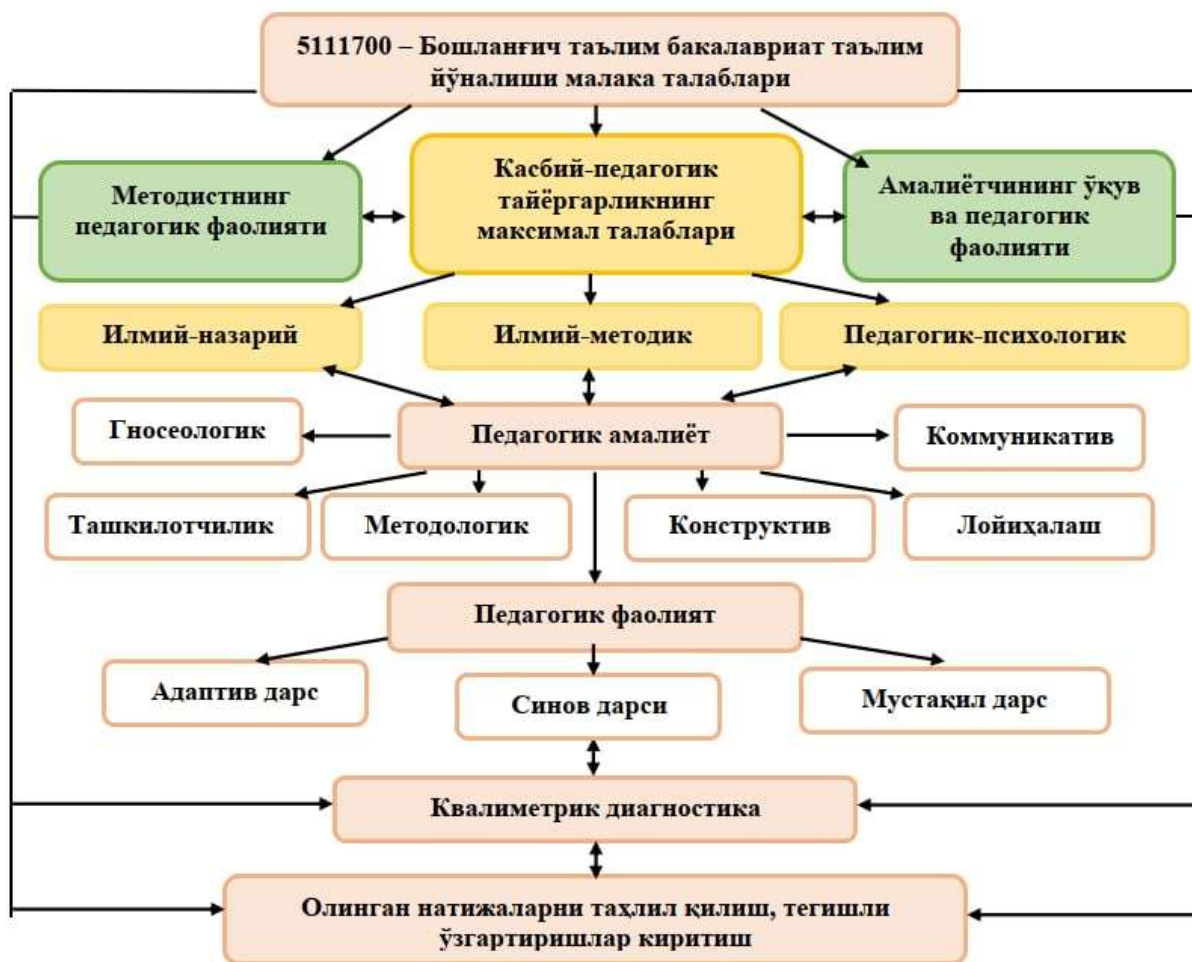 5111700 – Бошланғич таълим бакалавриат таълим
йўналиши малака талаблари
Методистнинг
педагогик фаолияти
Касбий-педагогик
тайёргарликнинг
максимал талаблари
Амалиётчининг ўқув
ва педагогик
фаолияти
Илмий-назарий
Илмий-методик
Педагогик-психологик
Гносеологик
Педагогик амалиёт
Коммуникатив
Ташкилотчилик
Методологик
Конструктив
Лойиҳалаш
Педагогик фаолият
Адаптив дарс
Синов дарси
Мустақил дарс
Квалиметрик диагностика
Олинган натижаларни таҳлил қилиш, тегишли
ўзгартиришлар киритиш